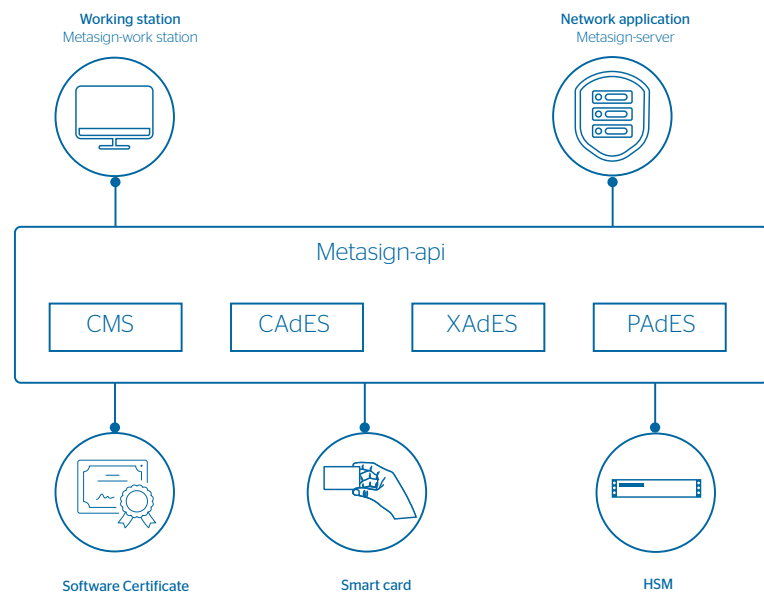 Working station
Metasign-work station
Network application
Metasign-server
Metasign-api
CMS
CAdES
XAdES
PAdES
Software Certificate
Smart card
HSM